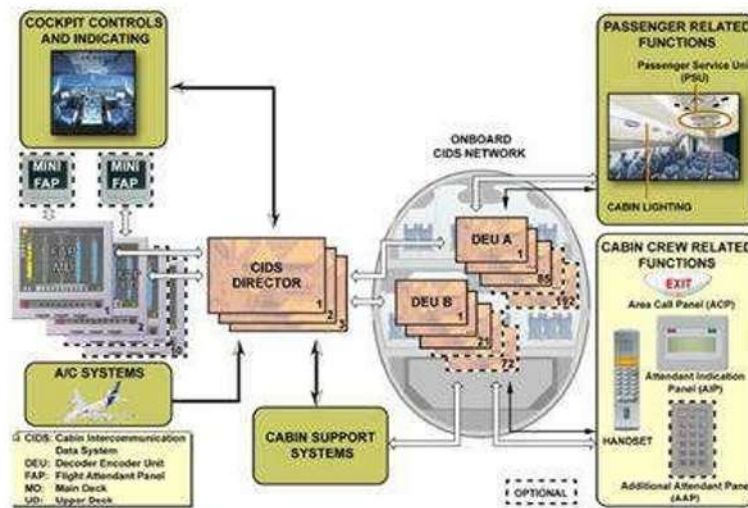 COCKPIT CONTROLS
AND INDICATING
MINI
FAP
MINI
FAP
A/C SYSTEMS
CIDS: Cabin Intercommunication
Data System
DEU: Decoder Encoder Unit
FAP: Flight Attendant Panel
MO: Main Deck
UD: Upper Deck
CIDS
DIRECTOR
1
2
3
CABIN SUPPORT
SYSTEMS
ONBOARD
CIDS NETWORK
DEU A
1
192
DEU B
1
72
OPTIONAL
PASSENGER RELATED
FUNCTIONS
Passenger Service Unit
(PSU)
CABIN LIGHTING
CABIN CREW RELATED
FUNCTIONS
EXIT
Area Call Panel (ACP)
Attendant Indication
Panel (AIP)
HANDSET
Additional Attendant Panel
(AAP)